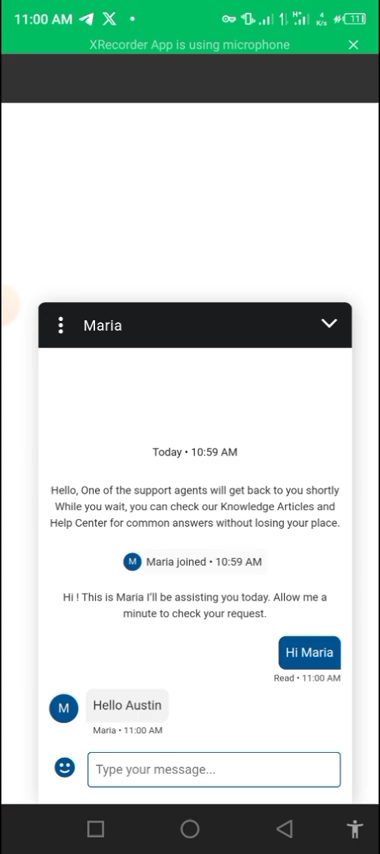 11:00 AM
XRecorder App is using microphone
Maria
Today • 10:59 AM
Hello, One of the support agents will get back to you shortly
While you wait, you can check our Knowledge Articles and
Help Center for common answers without losing your place.
M Maria joined • 10:59 AM
Hi ! This is Maria I'll be assisting you today. Allow me a
minute to check your request.
Hi Maria
Read • 11:00 AM
M Hello Austin
Maria • 11:00 AM
Type your message...